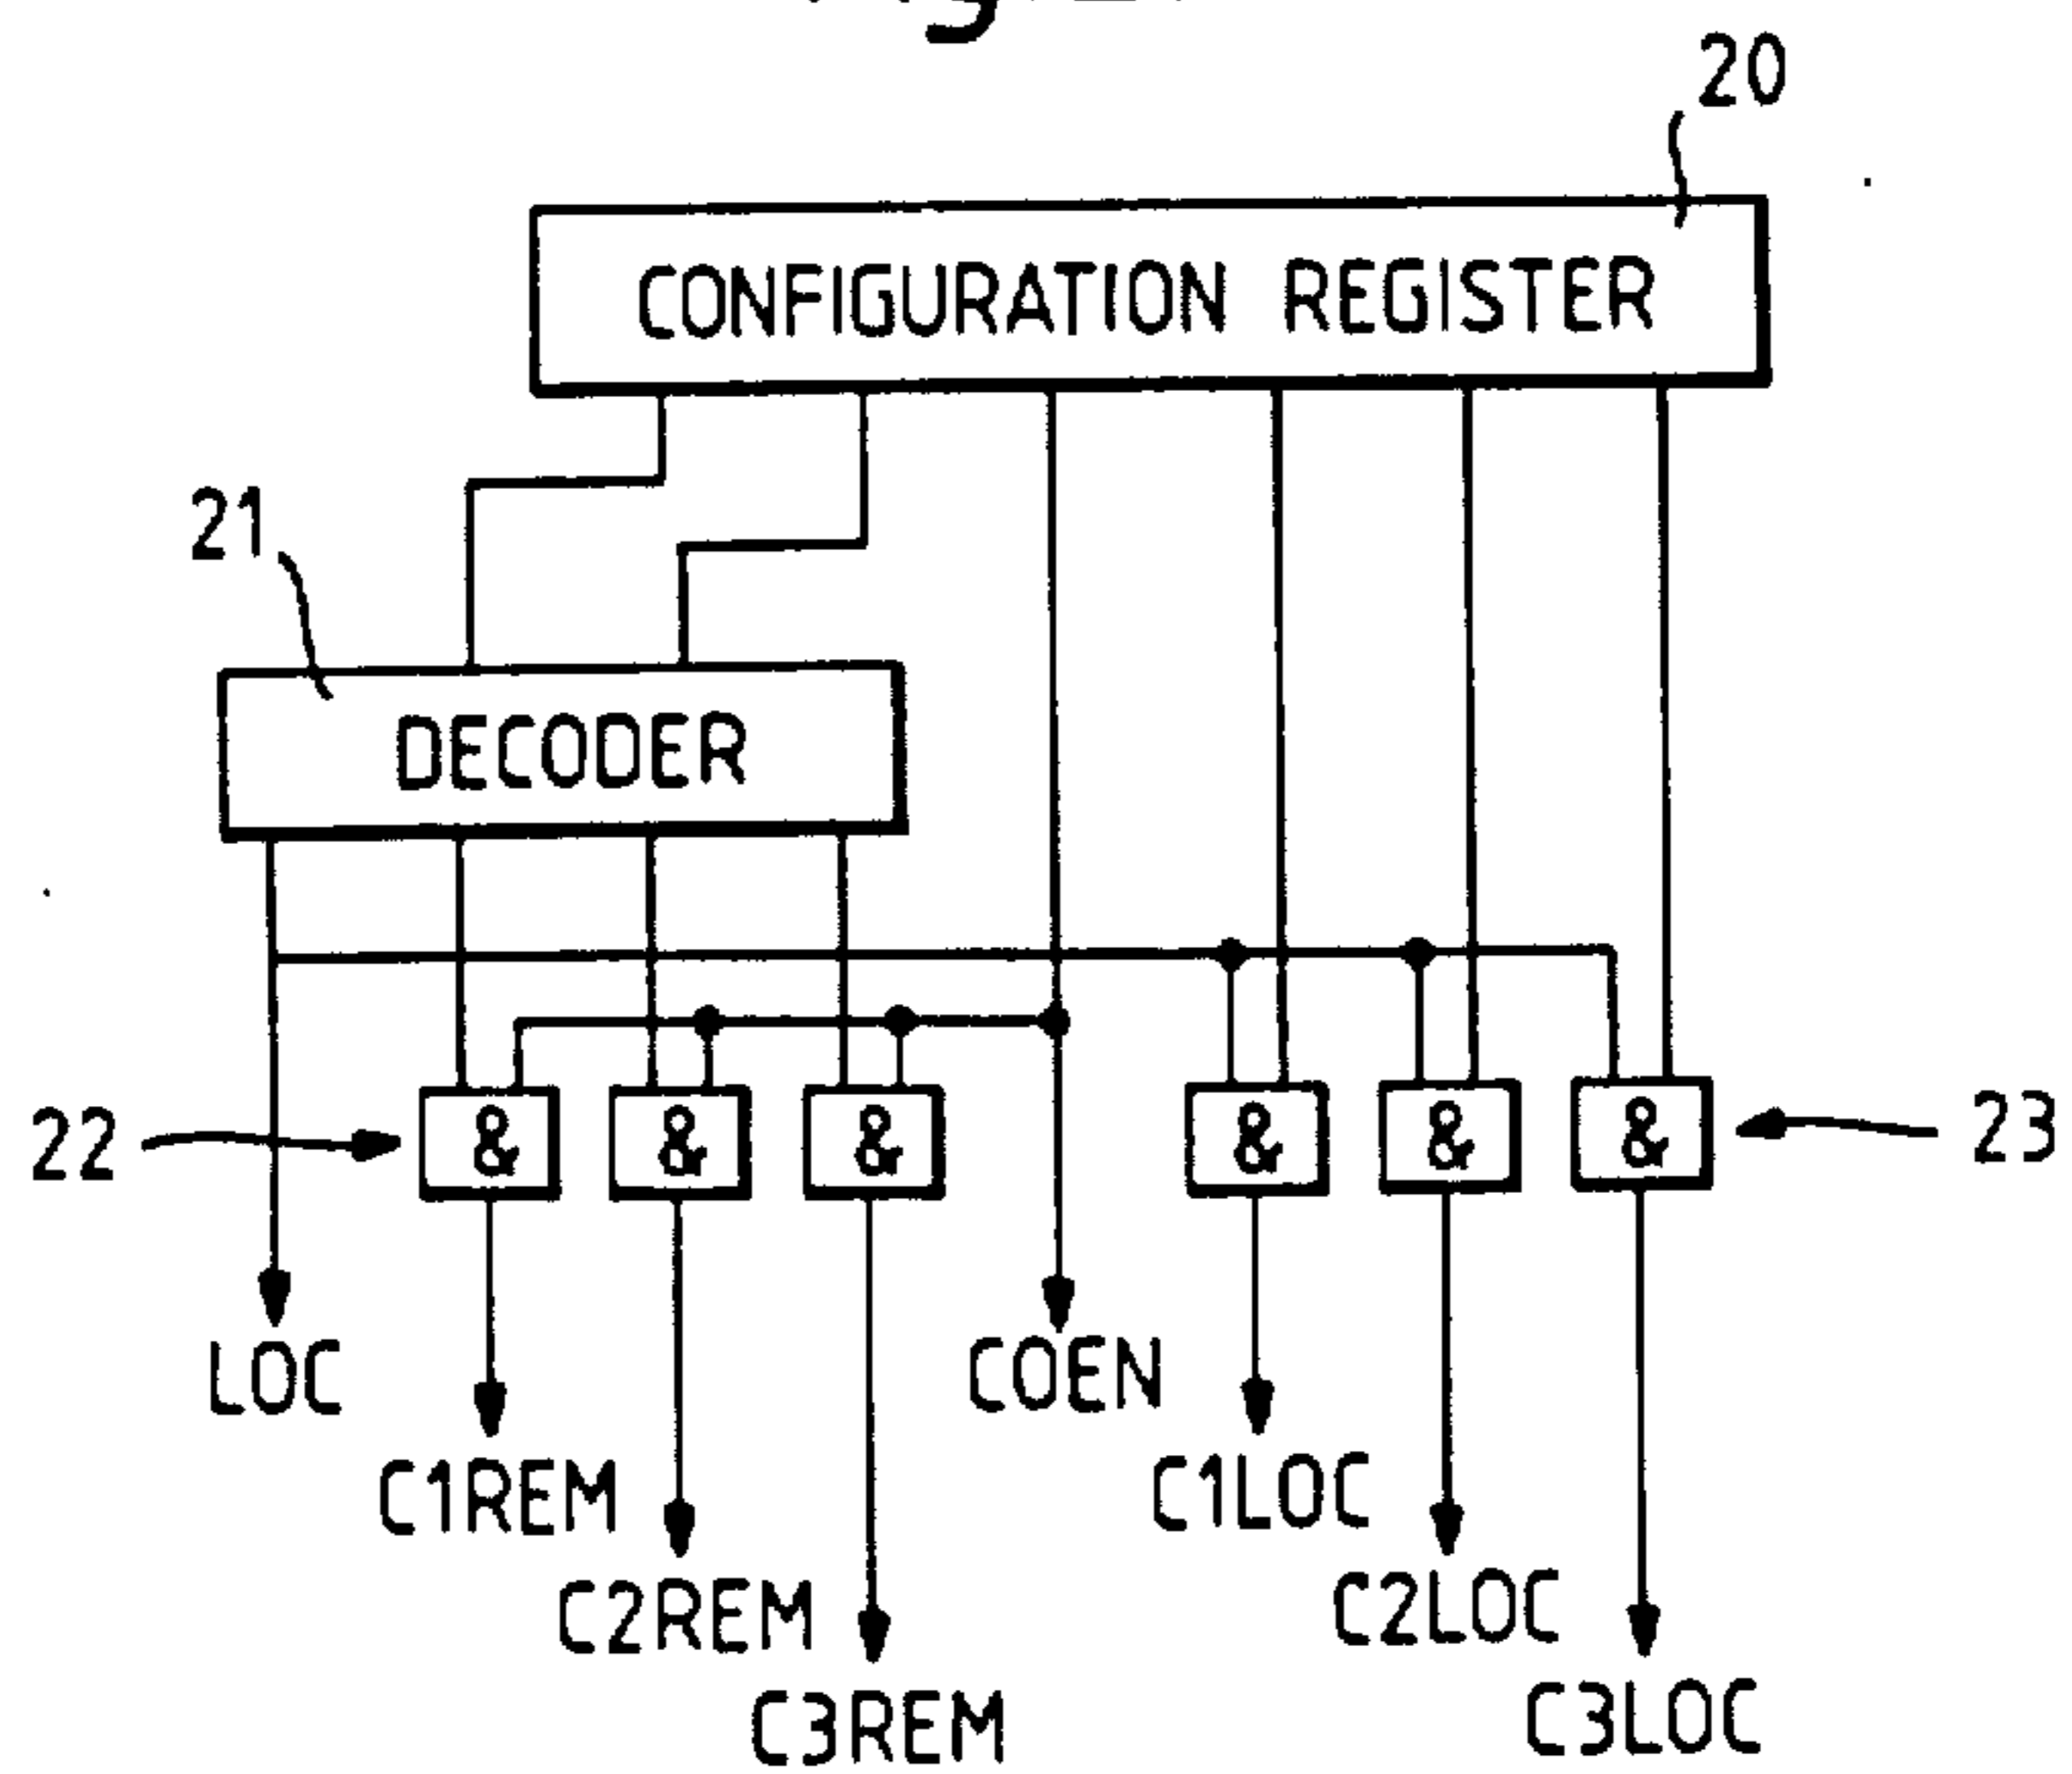 20
CONFIGURATION REGISTER
21
DECODER
22
& & & & & &
23
LOC
COEN
C1REM
C1LOC
C2REM
C2LOC
C3REM
C3LOC